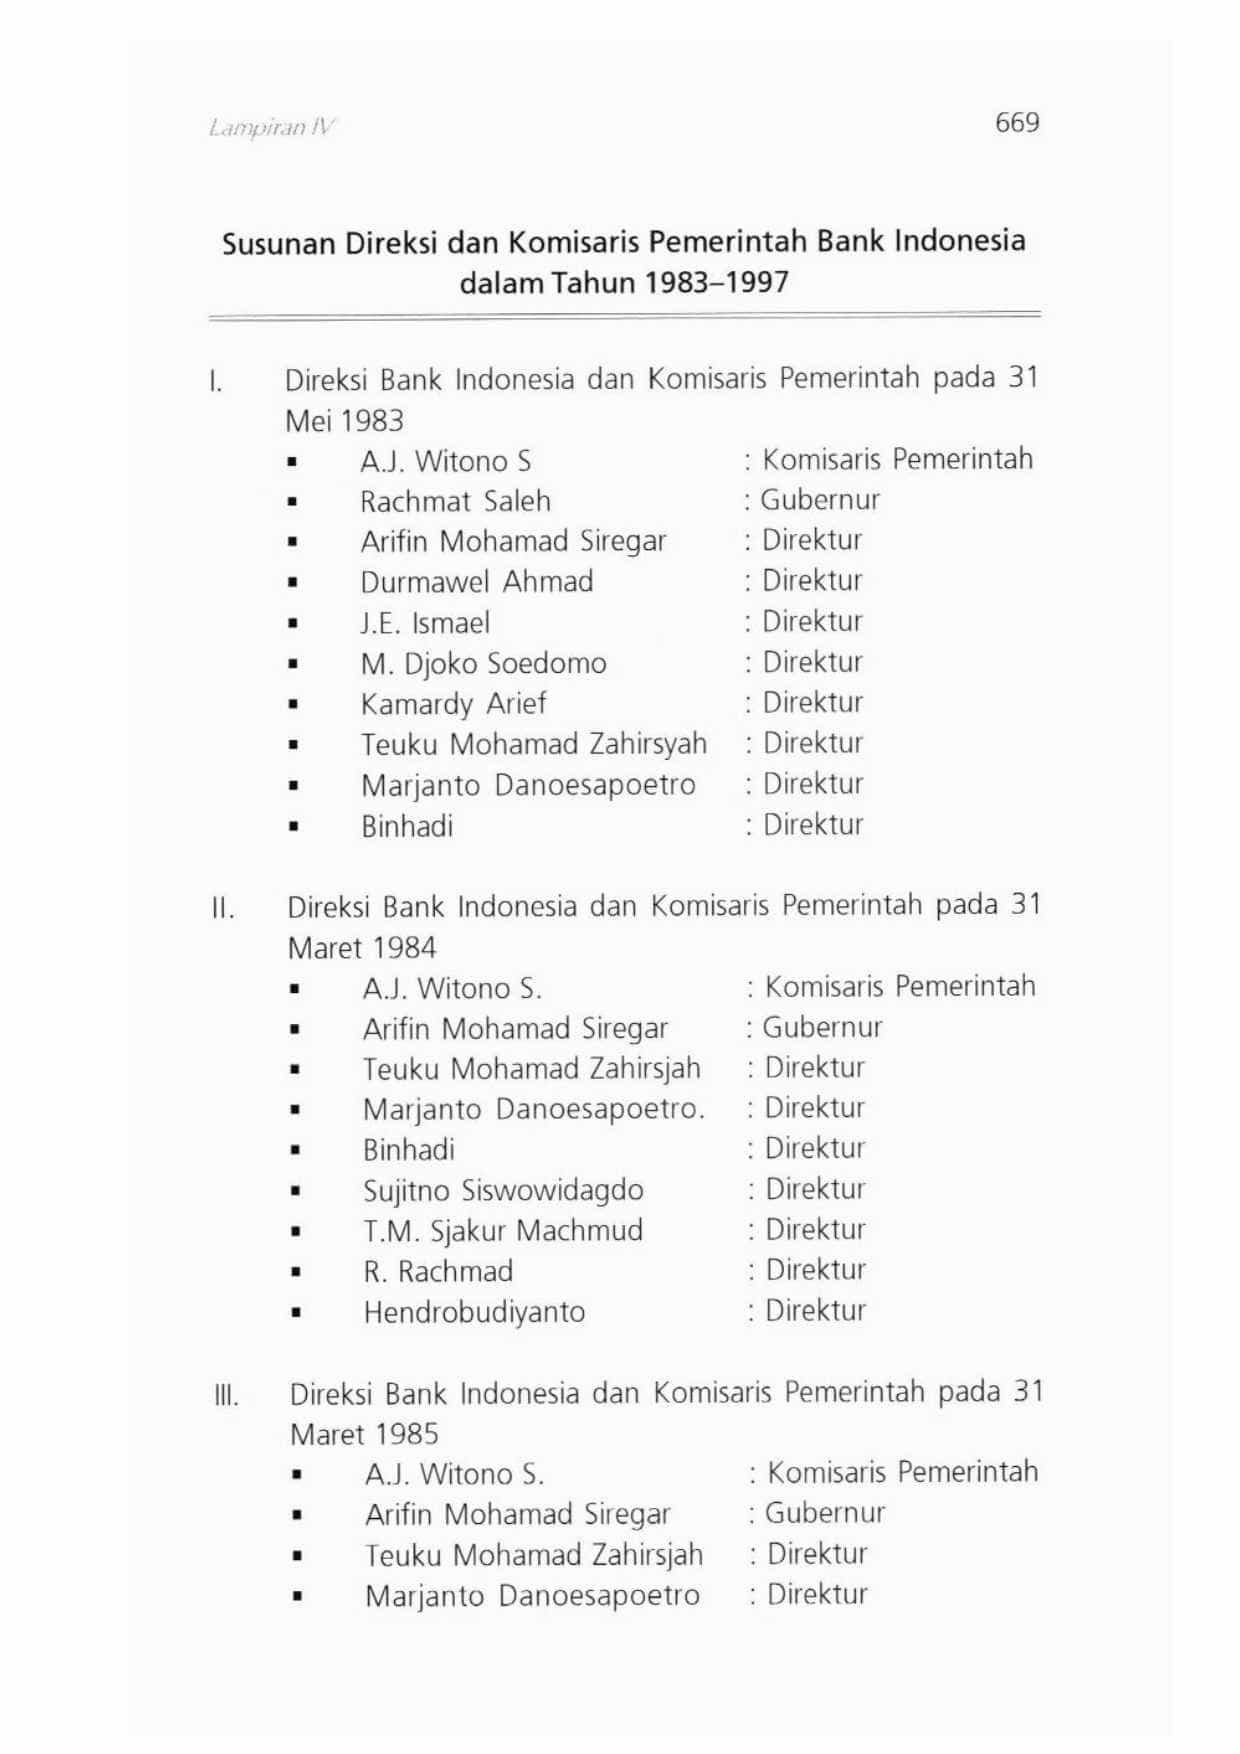 Lampiran IV 669
Susunan Direksi dan Komisaris Pemerintah Bank Indonesia
dalam Tahun 1983–1997
I. Direksi Bank Indonesia dan Komisaris Pemerintah pada 31
Mei 1983
▪ A.J. Witono S : Komisaris Pemerintah
▪ Rachmat Saleh : Gubernur
▪ Arifin Mohamad Siregar : Direktur
▪ Durmawel Ahmad : Direktur
▪ J.E. Ismael : Direktur
▪ M. Djoko Soedomo : Direktur
▪ Kamardy Arief : Direktur
▪ Teuku Mohamad Zahirsyah : Direktur
▪ Marjanto Danoesapoetro : Direktur
▪ Binhadi : Direktur
II. Direksi Bank Indonesia dan Komisaris Pemerintah pada 31
Maret 1984
▪ A.J. Witono S. : Komisaris Pemerintah
▪ Arifin Mohamad Siregar : Gubernur
▪ Teuku Mohamad Zahirsjah : Direktur
▪ Marjanto Danoesapoetro. : Direktur
▪ Binhadi : Direktur
▪ Sujitno Siswowidagdo : Direktur
▪ T.M. Sjakur Machmud : Direktur
▪ R. Rachmad : Direktur
▪ Hendrobudiyanto : Direktur
III. Direksi Bank Indonesia dan Komisaris Pemerintah pada 31
Maret 1985
▪ A.J. Witono S. : Komisaris Pemerintah
▪ Arifin Mohamad Siregar : Gubernur
▪ Teuku Mohamad Zahirsjah : Direktur
▪ Marjanto Danoesapoetro : Direktur